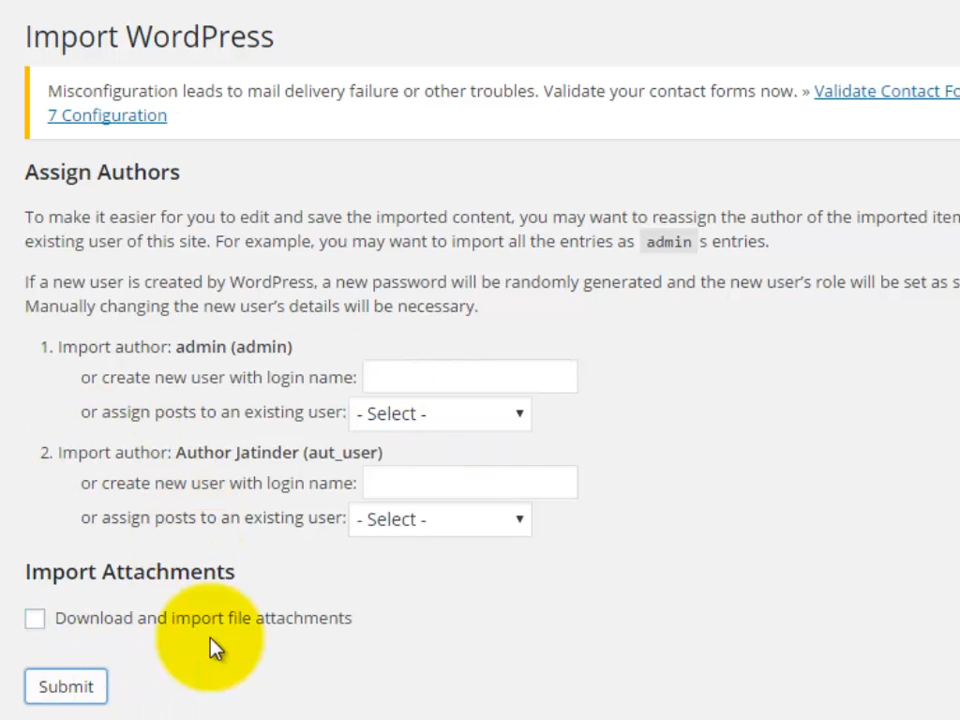 Import WordPress
Misconfiguration leads to mail delivery failure or other troubles. Validate your contact forms now. » Validate Contact Fo
7 Configuration
Assign Authors
To make it easier for you to edit and save the imported content, you may want to reassign the author of the imported item
existing user of this site. For example, you may want to import all the entries as admin s entries.
If a new user is created by WordPress, a new password will be randomly generated and the new user's role will be set as s
Manually changing the new user's details will be necessary.
1. Import author: admin (admin)
or create new user with login name:
or assign posts to an existing user: - Select -
2. Import author: Author Jatinder (aut_user)
or create new user with login name:
or assign posts to an existing user: - Select -
Import Attachments
Download and import file attachments
Submit